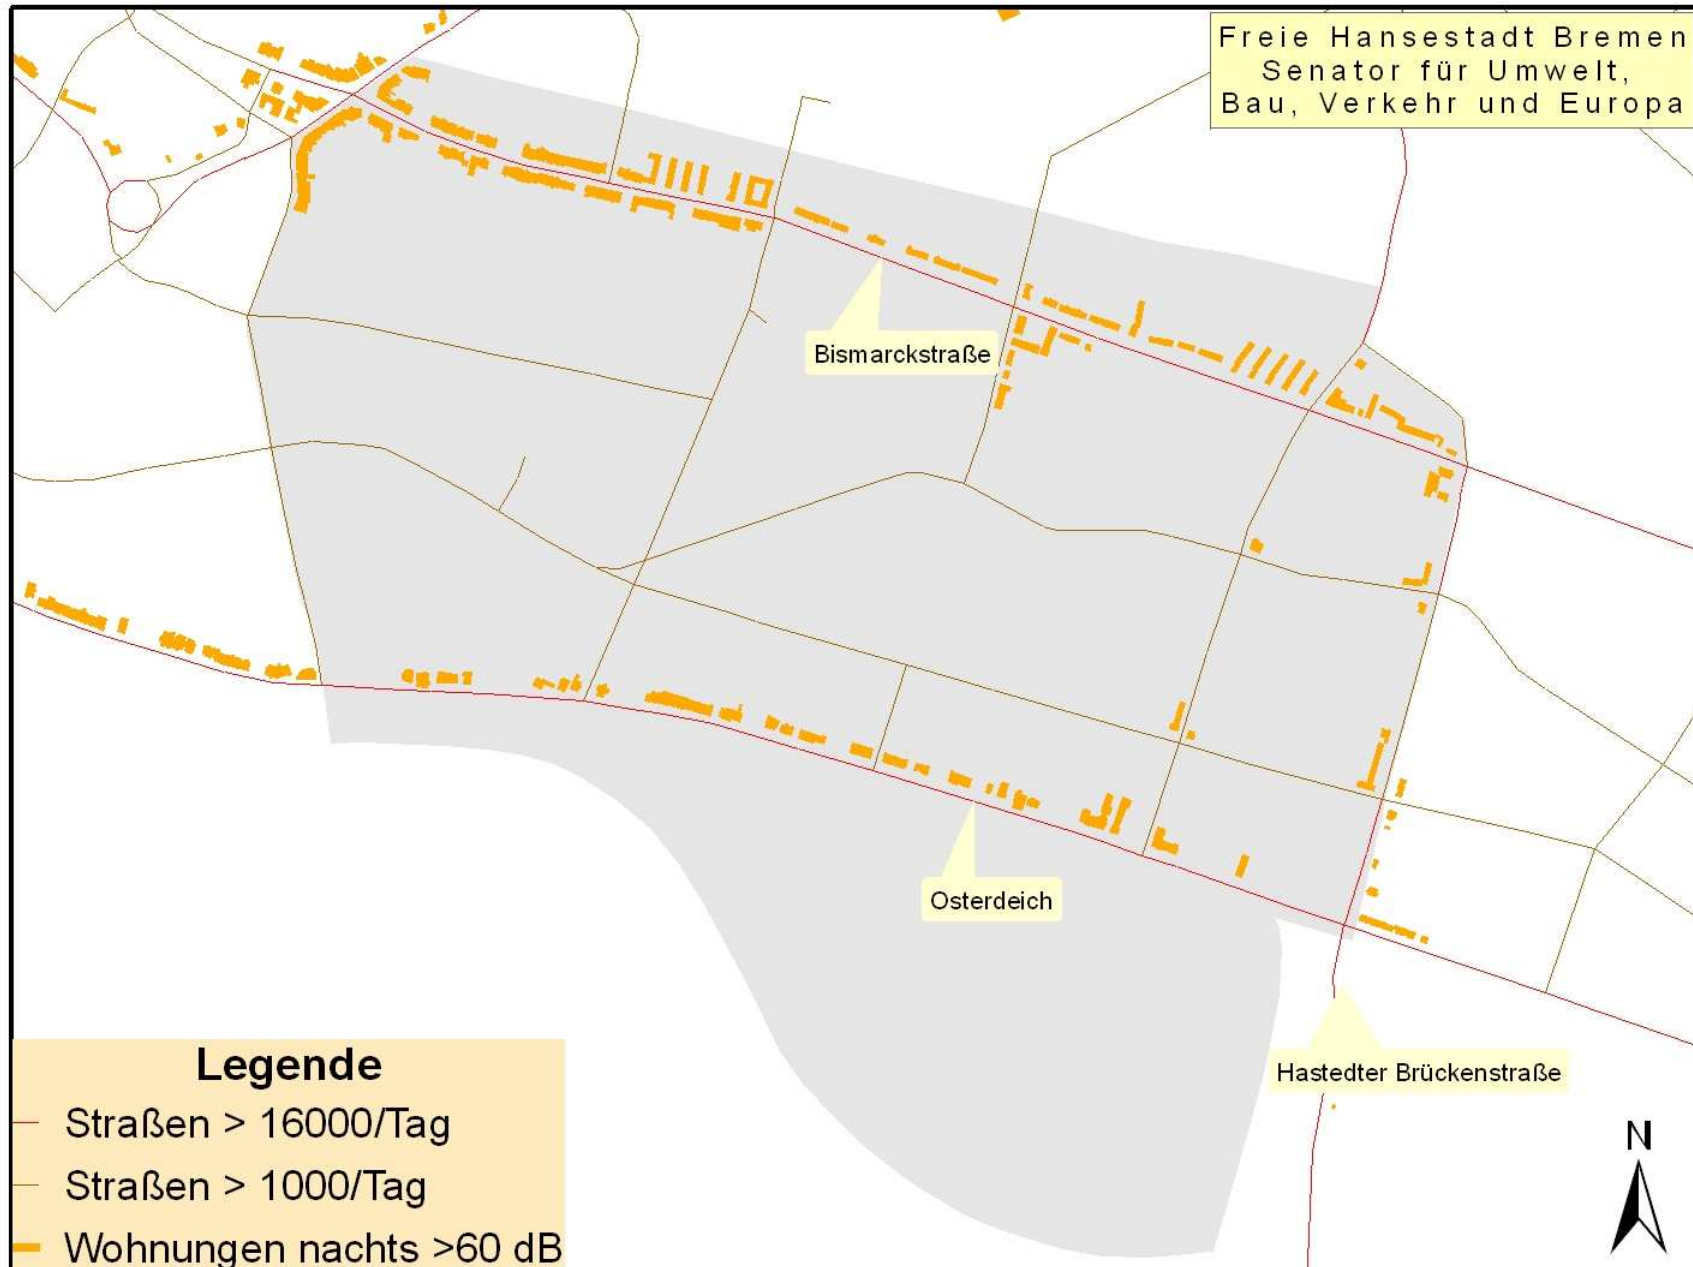 Freie Hansestadt Bremen
Senator für Umwelt,
Bau, Verkehr und Europa
Bismarckstraße
Osterdeich
Hastedter Brückenstraße
N
Legende
Straßen > 16000/Tag
Straßen > 1000/Tag
Wohnungen nachts >60 dB